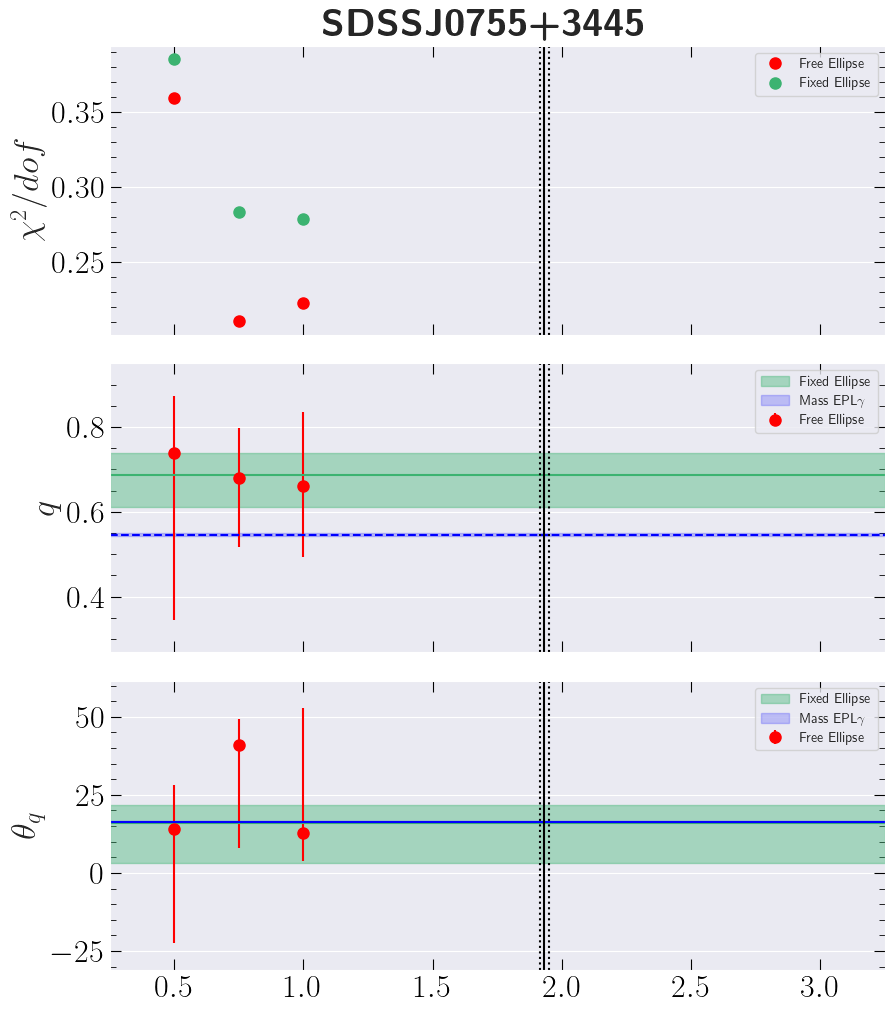 SDSSJ0755+3445
χ²/dof
0.35
0.30
0.25
Free Ellipse
Fixed Ellipse
q
0.8
0.6
0.4
Fixed Ellipse
Mass EPLγ
Free Ellipse
θ_q
50
25
0
−25
Fixed Ellipse
Mass EPLγ
Free Ellipse
0.5 1.0 1.5 2.0 2.5 3.0